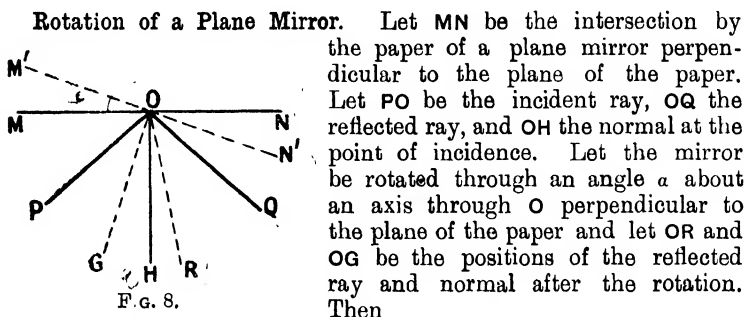 Rotation of a Plane Mirror. Let MN be the intersection by
the paper of a plane mirror perpen-
dicular to the plane of the paper.
Let PO be the incident ray, OQ the
reflected ray, and OH the normal at the
point of incidence. Let the mirror
be rotated through an angle α about
an axis through O perpendicular to
the plane of the paper and let OR and
OG be the positions of the reflected
ray and normal after the rotation.
Then
M'
O
M
N
N'
P
Q
G
H
R
F.G. 8.